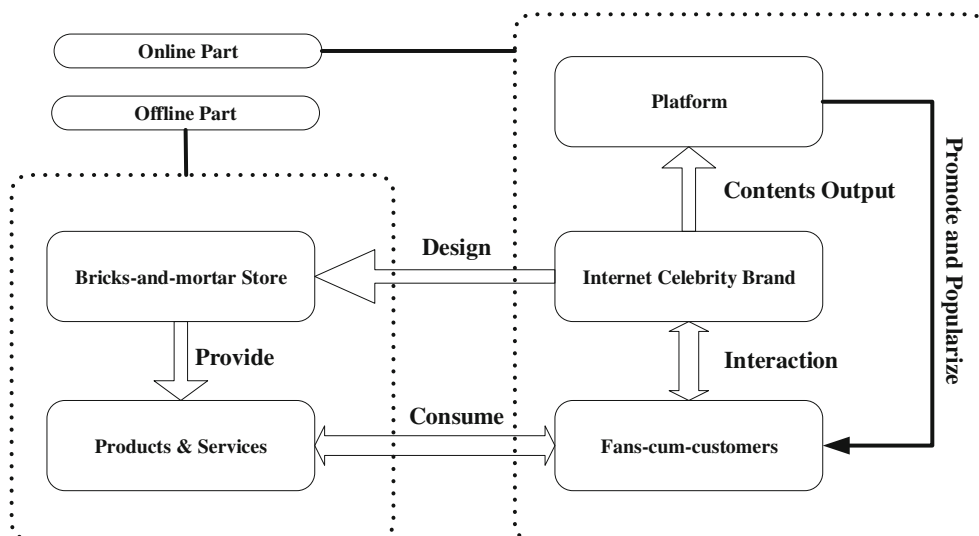 Online Part
Offline Part
Platform
Contents Output
Promote and Popularize
Design
Bricks-and-mortar Store
Internet Celebrity Brand
Provide
Interaction
Consume
Products & Services
Fans-cum-customers